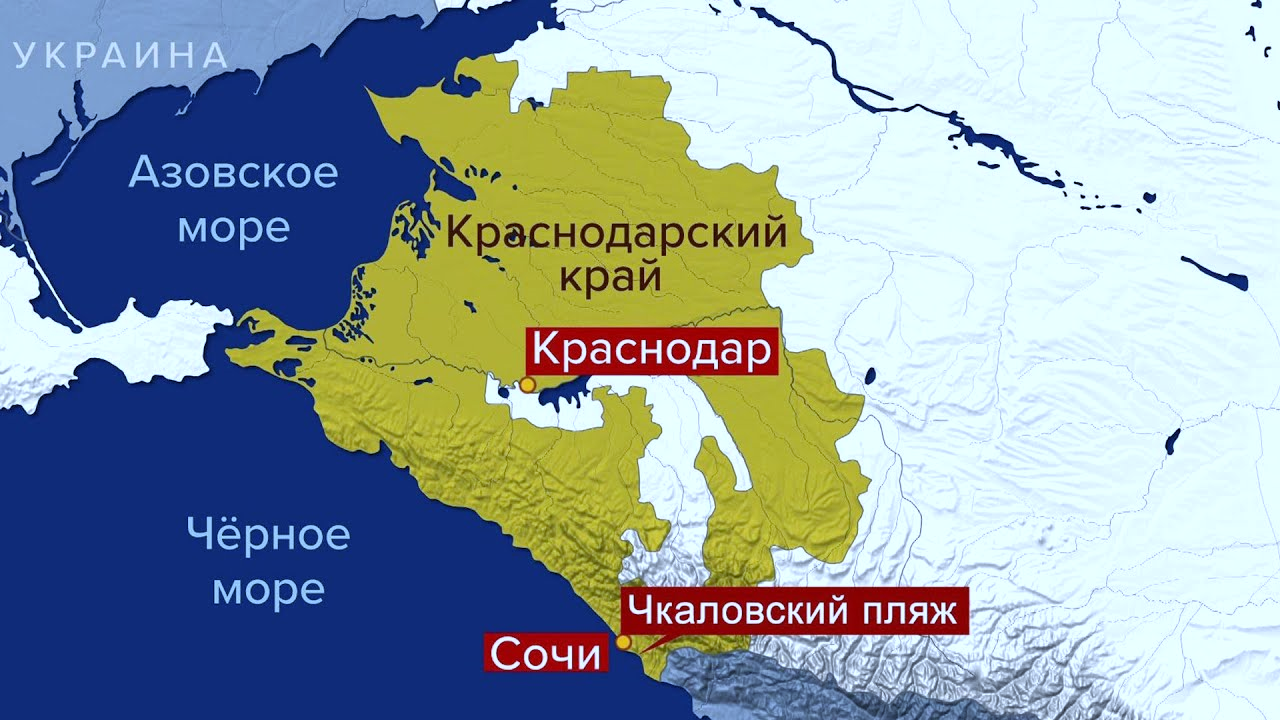 УКРАИНА
Азовское
море
Краснодарский
край
Краснодар
Чёрное
море
Чкаловский пляж
Сочи